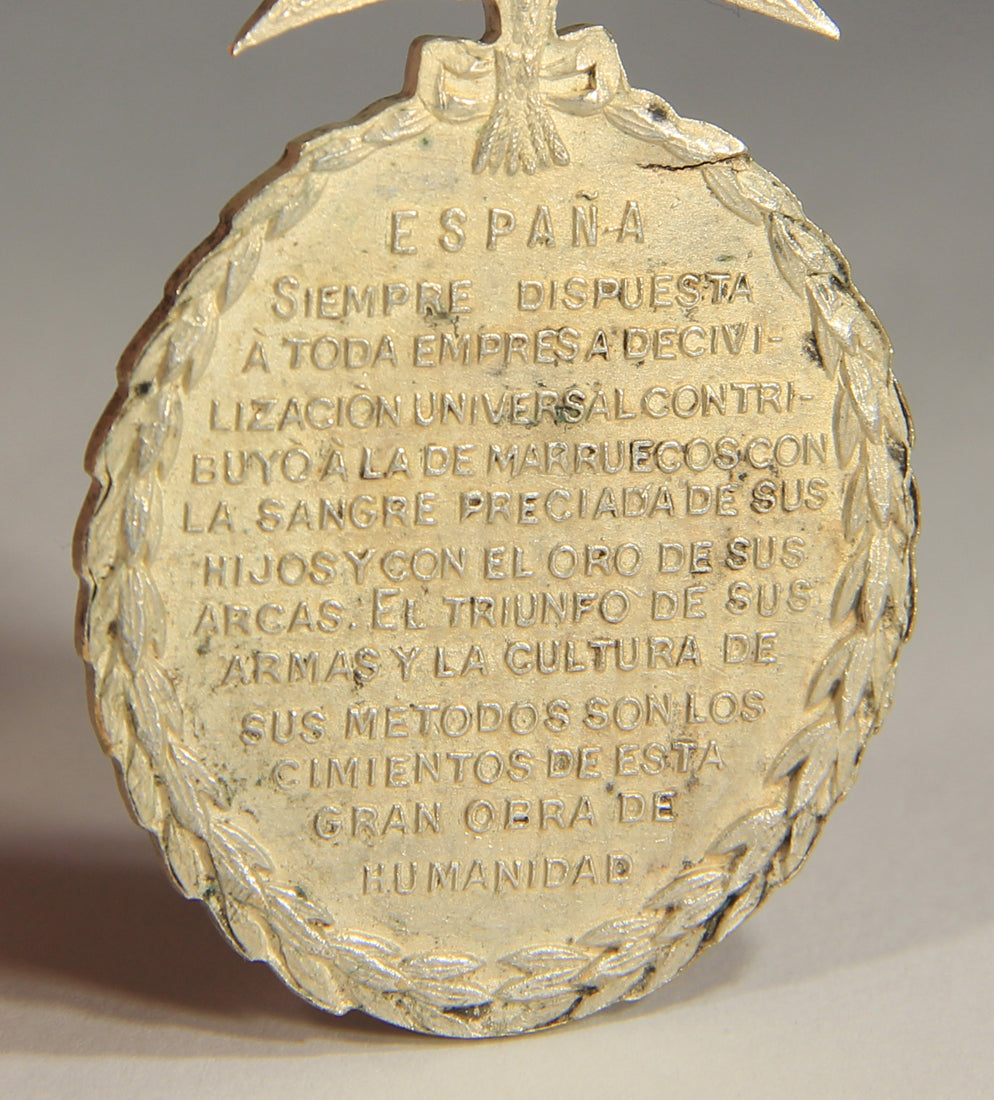 ESPAÑA
SIEMPRE DISPUESTA
À TODA EMPRESA DE CIVI-
LIZACIÒN UNIVERSAL CONTRI-
BUYÒ À LA DE MARRUECOS CON
LA SANGRE PRECIADA DE SUS
HIJOS Y CON EL ORO DE SUS
ARCAS. EL TRIUNFO DE SUS
ARMAS Y LA CULTURA DE
SUS METODOS SON LOS
CIMIENTOS DE ESTA
GRAN OBRA DE
HUMANIDAD